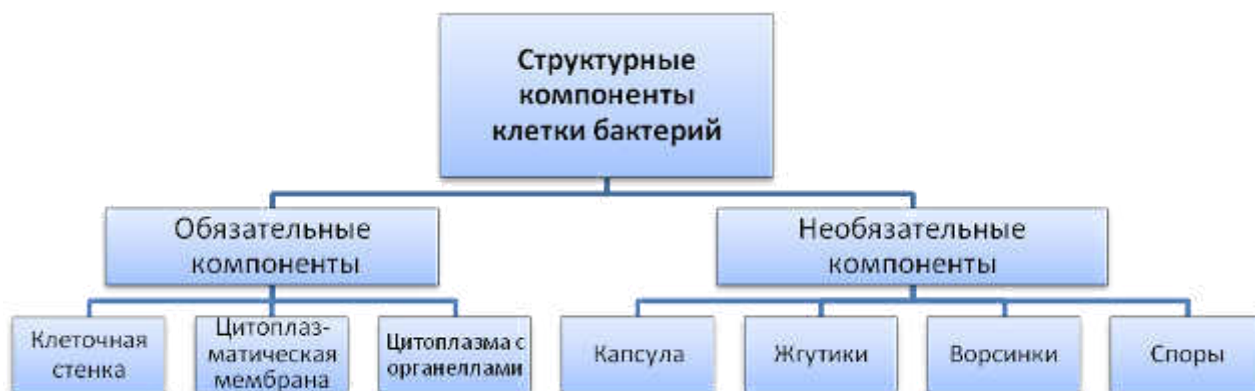 Структурные
компоненты
клетки бактерий
Обязательные
компоненты
Необязательные
компоненты
Клеточная
стенка
Цитоплаз-
матическая
мембрана
Цитоплазма с
органеллами
Капсула
Жгутики
Ворсинки
Споры